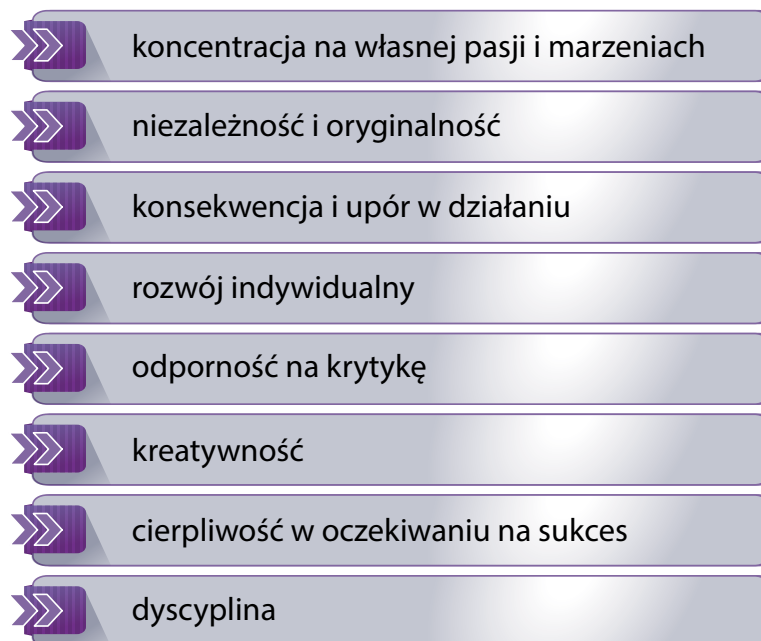 koncentracja na własnej pasji i marzeniach
niezależność i oryginalność
konsekwencja i upór w działaniu
rozwój indywidualny
odporność na krytykę
kreatywność
cierpliwość w oczekiwaniu na sukces
dyscyplina